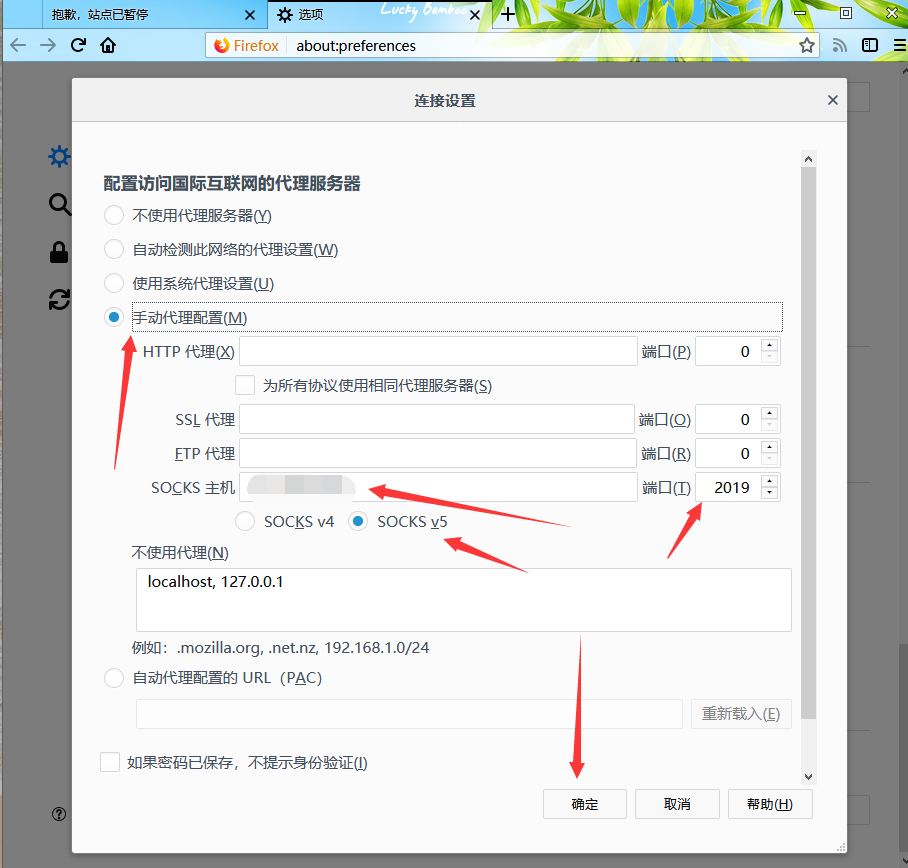 抱歉，站点已暂停
选项
Lucky Bamboo
Firefox about:preferences
连接设置
配置访问国际互联网的代理服务器
不使用代理服务器(Y)
自动检测此网络的代理设置(W)
使用系统代理设置(U)
手动代理配置(M)
HTTP 代理(X) 端口(P) 0
为所有协议使用相同代理服务器(S)
SSL 代理 端口(O) 0
FTP 代理 端口(R) 0
SOCKS 主机 端口(T) 2019
SOCKS v4 SOCKS v5
不使用代理(N)
localhost, 127.0.0.1
例如：.mozilla.org, .net.nz, 192.168.1.0/24
自动代理配置的 URL（PAC）
重新载入(E)
如果密码已保存，不提示身份验证(I)
确定 取消 帮助(H)